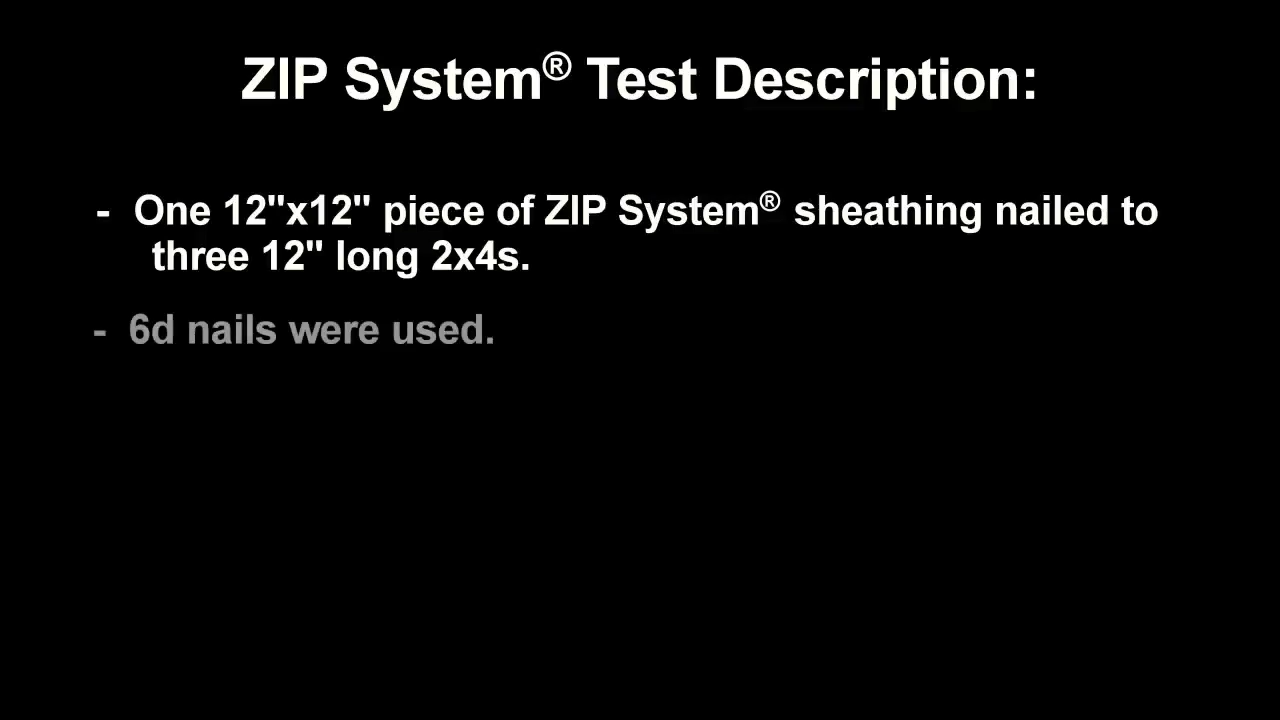 ZIP System® Test Description:
- One 12"x12" piece of ZIP System® sheathing nailed to
three 12" long 2x4s.
- 6d nails were used.